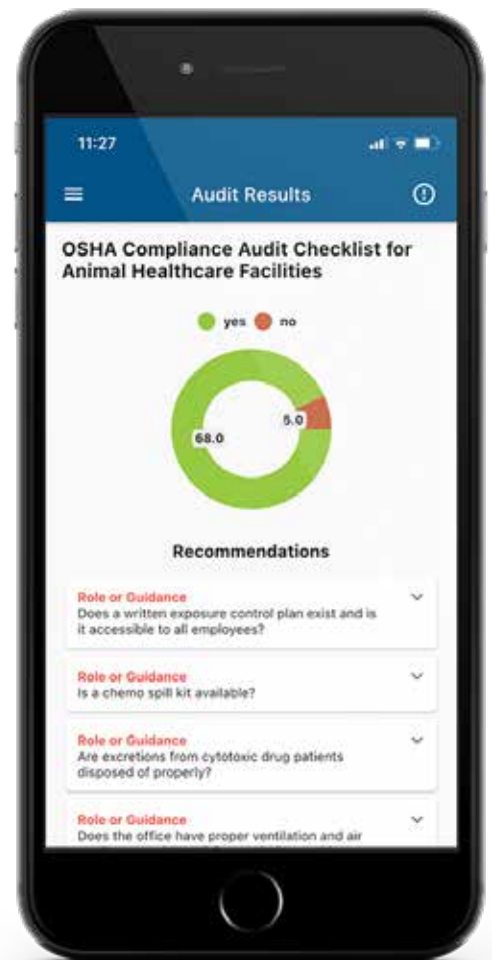 11:27
Audit Results
OSHA Compliance Audit Checklist for
Animal Healthcare Facilities
yes no
5.0
68.0
Recommendations
Role or Guidance
Does a written exposure control plan exist and is
it accessible to all employees?
Role or Guidance
Is a chemo spill kit available?
Role or Guidance
Are excretions from cytotoxic drug patients
disposed of properly?
Role or Guidance
Does the office have proper ventilation and air